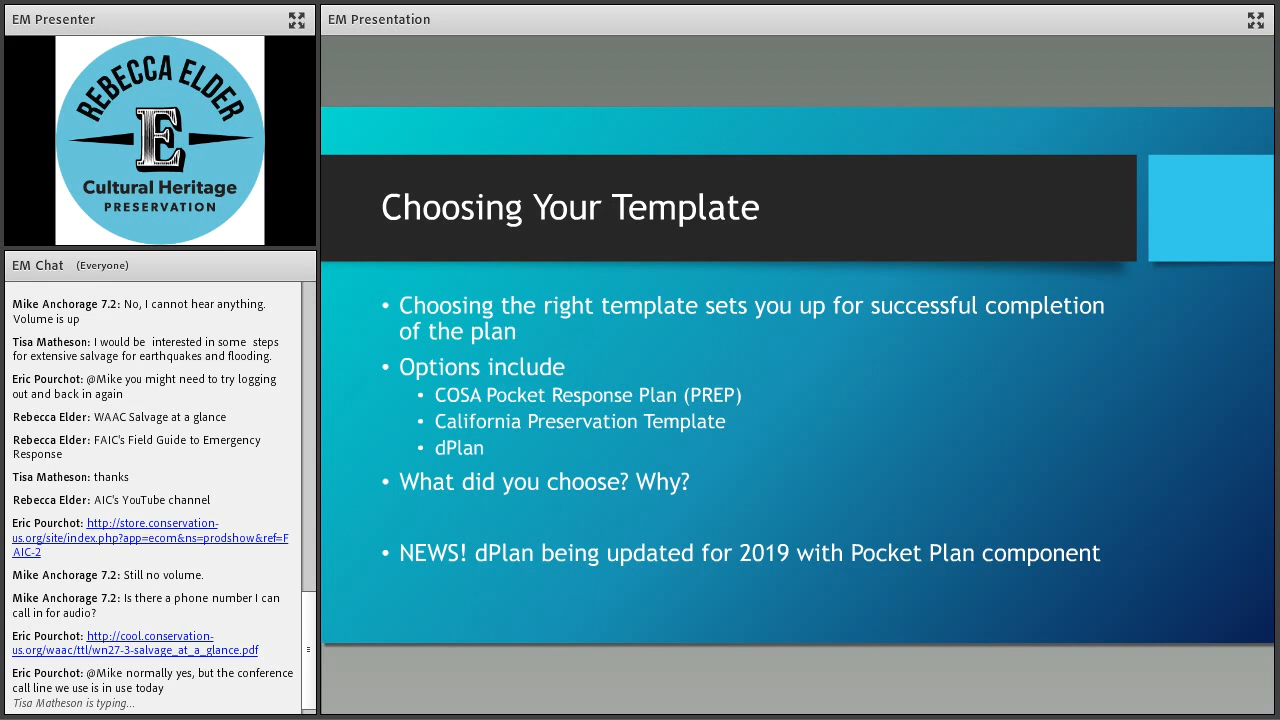 EM Presenter
REBECCA ELDER
E
Cultural Heritage
PRESERVATION
EM Chat (Everyone)
Mike Anchorage 7.2: No, I cannot hear anything.
Volume is up
Tisa Matheson: I would be interested in some steps
for extensive salvage for earthquakes and flooding.
Eric Pourchot: @Mike you might need to try logging
out and back in again
Rebecca Elder: WAAC Salvage at a glance
Rebecca Elder: FAIC's Field Guide to Emergency
Response
Tisa Matheson: thanks
Rebecca Elder: AIC's YouTube channel
Eric Pourchot: http://store.conservation-
us.org/site/index.php?app=ecom&ns=prodshow&ref=F
AIC-2
Mike Anchorage 7.2: Still no volume.
Mike Anchorage 7.2: Is there a phone number I can
call in for audio?
Eric Pourchot: http://cool.conservation-
us.org/waac/ttl/wn27-3-salvage_at_a_glance.pdf
Eric Pourchot: @Mike normally yes, but the conference
call line we use is in use today
Tisa Matheson is typing...
EM Presentation
Choosing Your Template
• Choosing the right template sets you up for successful completion
of the plan
• Options include
• COSA Pocket Response Plan (PREP)
• California Preservation Template
• dPlan
• What did you choose? Why?
• NEWS! dPlan being updated for 2019 with Pocket Plan component